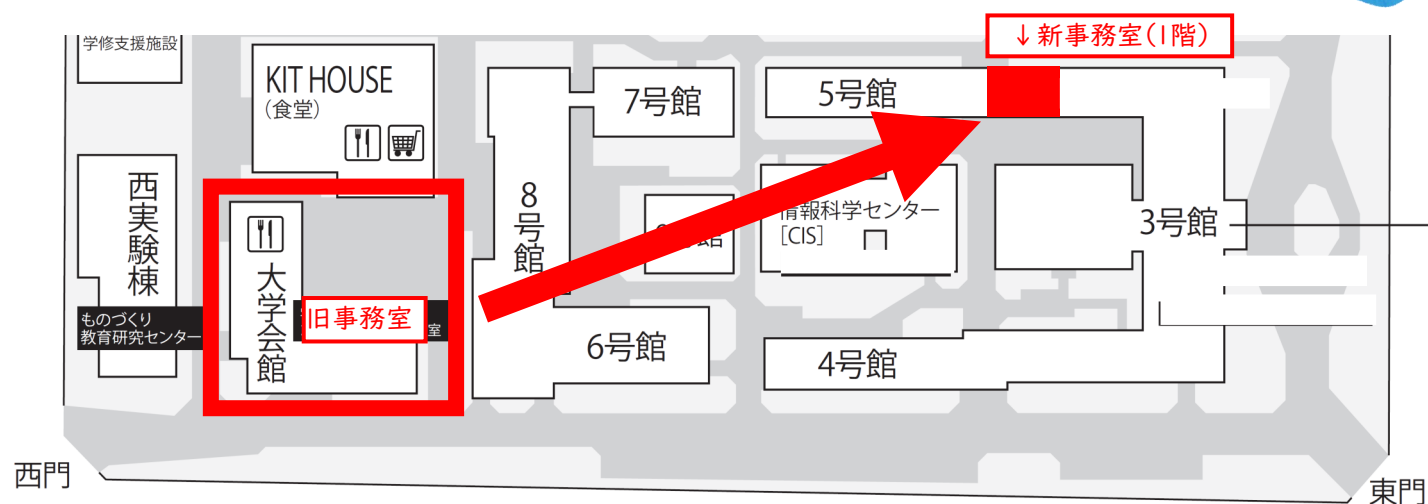 ↓新事務室(1階)
学修支援施設
KIT HOUSE
(食堂)
7号館
5号館
西実験棟
8号館
号館
情報科学センター
[CIS]
3号館
大学会館
旧事務室
室
ものづくり
教育研究センター
6号館
4号館
西門
東門